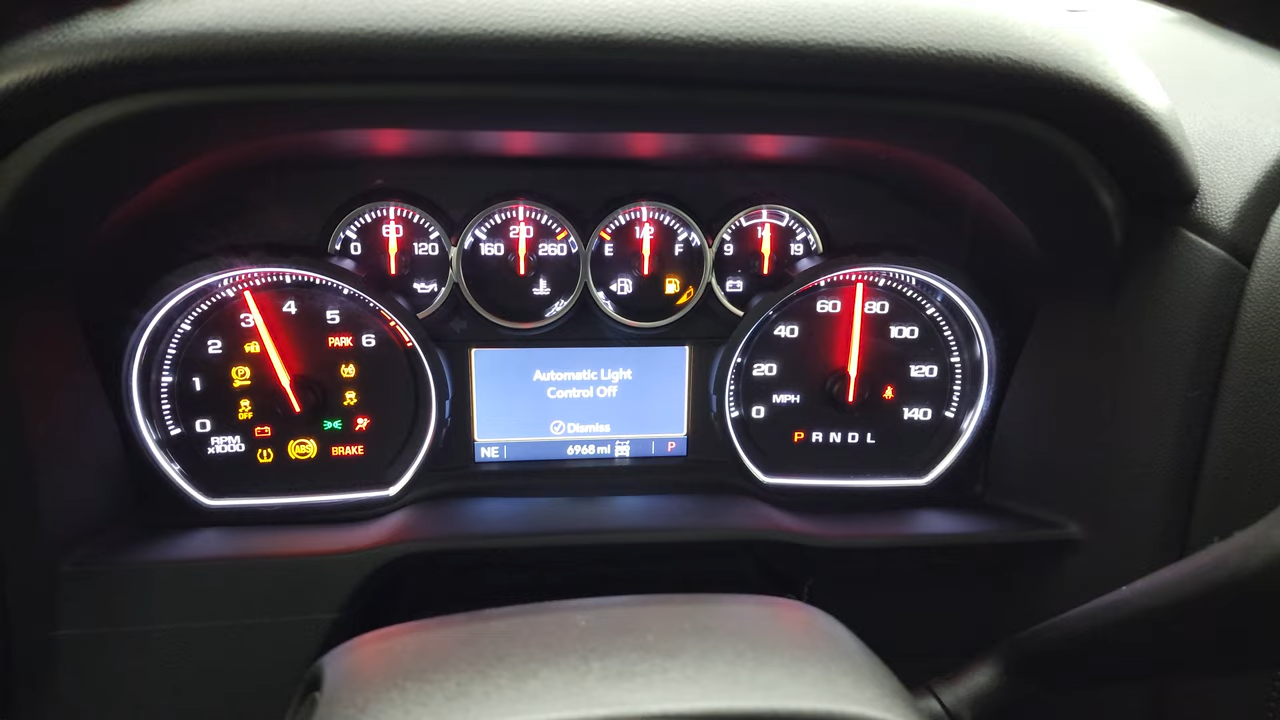 0 60 120
160 210 260
E 1/2 F
9 14 19
0 1 2 3 4 5 6
RPM
x1000
PARK
P
OFF
ABS
BRAKE
Automatic Light
Control Off
Dismiss
NE 6968 mi P
0 20 40 60 80 100 120 140
MPH
P R N D L